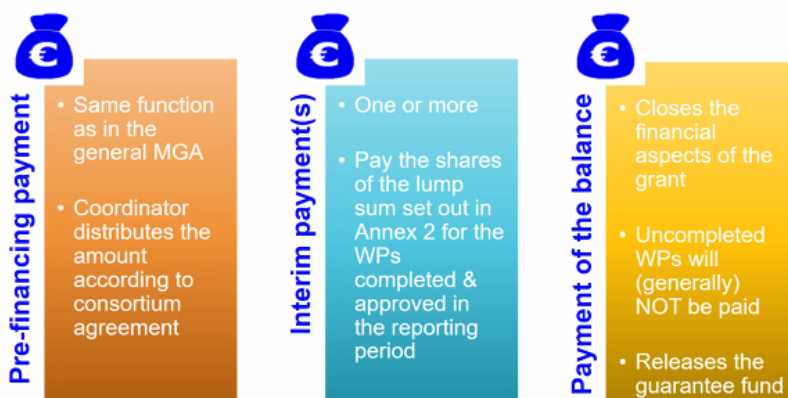 Pre-financing payment
• Same function
as in the
general MGA
• Coordinator
distributes the
amount
according to
consortium
agreement
Interim payment(s)
• One or more
• Pay the shares
of the lump
sum set out in
Annex 2 for the
WPs
completed &
approved in
the reporting
period
Payment of the balance
• Closes the
financial
aspects of the
grant
• Uncompleted
WPs will
(generally)
NOT be paid
• Releases the
guarantee fund